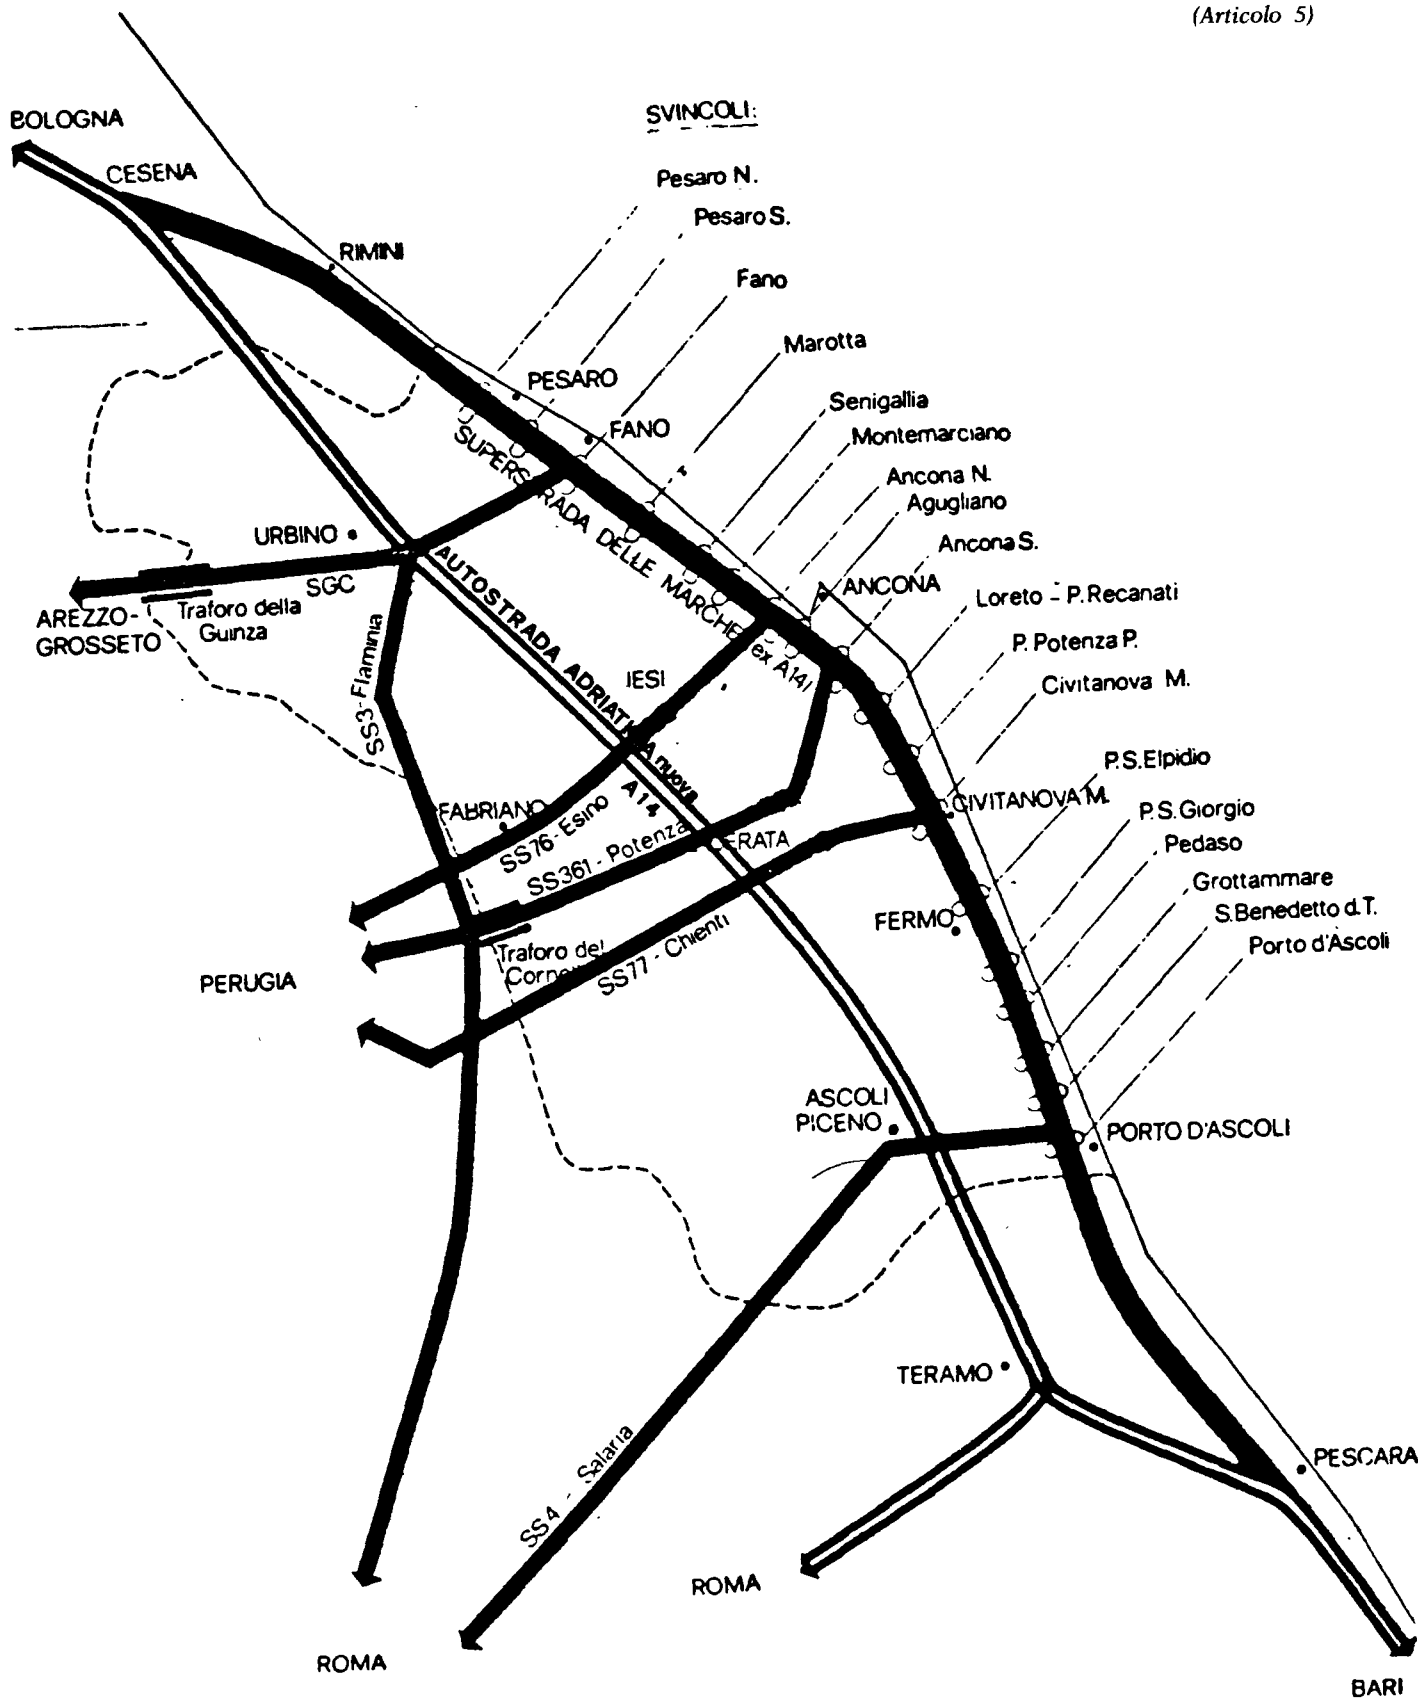 (Articolo 5)
BOLOGNA
SVINCOLI:
CESENA
Pesaro N.
Pesaro S.
RIMINI
Fano
Marotta
PESARO
Senigallia
FANO
Montemarciano
SUPERSTRADA DELLE MARCHE
ex A14
Ancona N.
Agugliano
URBINO
Ancona S.
AUTOSTRADA ADRIATICA nuova
A14
SGC
ANCONA
Loreto - P. Recanati
AREZZO-
GROSSETO
Traforo della
Guinza
P. Potenza P.
SS3-Flaminia
IESI
Civitanova M.
P.S.Elpidio
FABRIANO
CIVITANOVA M.
SS76-Esino
P.S.Giorgio
SS361-Potenza
ERATA
Pedaso
Grottammare
FERMO
S.Benedetto d.T.
Traforo del
SS77-Chienti
Porto d'Ascoli
PERUGIA
ASCOLI
PICENO
PORTO D'ASCOLI
TERAMO
SS4 - Salaria
PESCARA
ROMA
ROMA
BARI